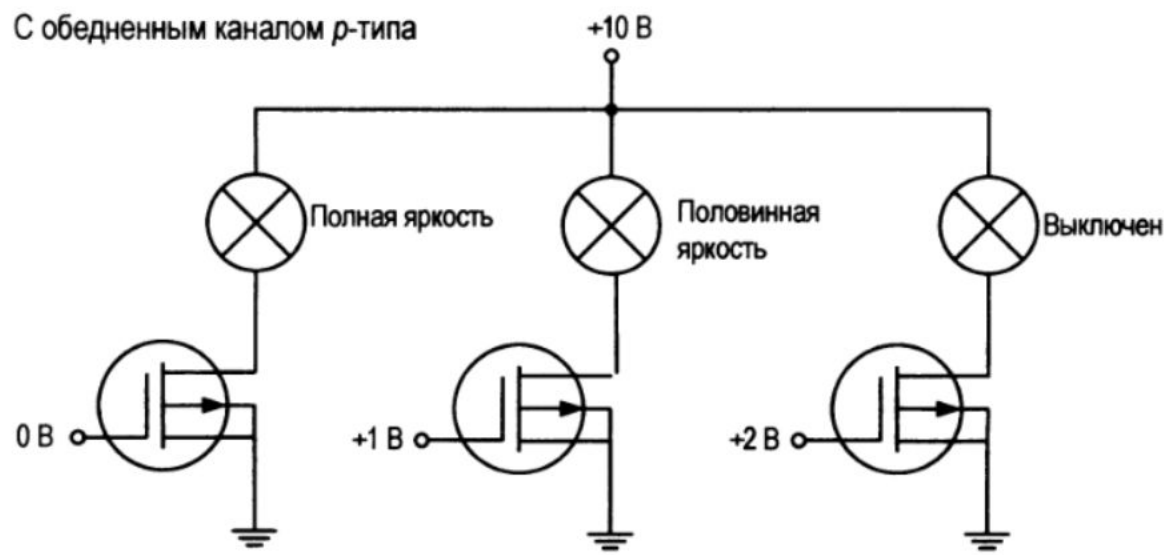 С обедненным каналом p-типа
+10 В
Полная яркость
Половинная
яркость
Выключен
0 В
+1 В
+2 В